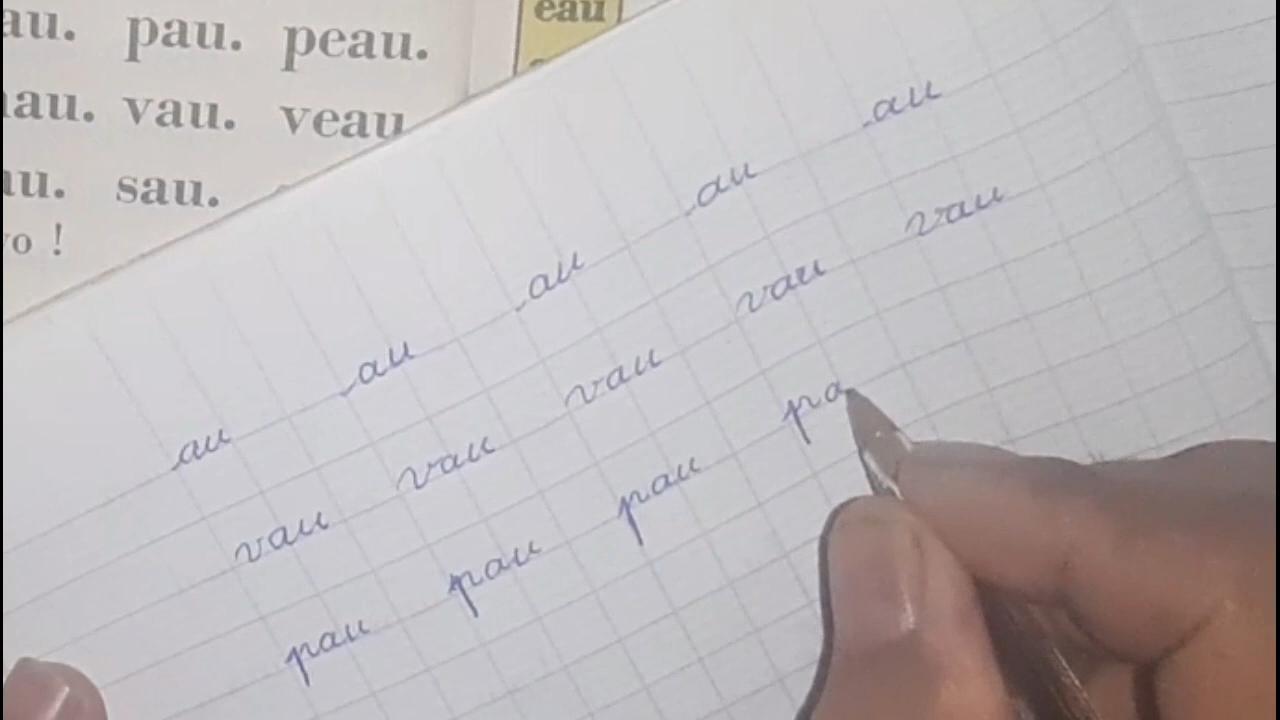 au. pau. peau.
eau
au. vau. veau
au. sau.
o !
au au au au au
vau vau vau vau vau
pau pau pau pa